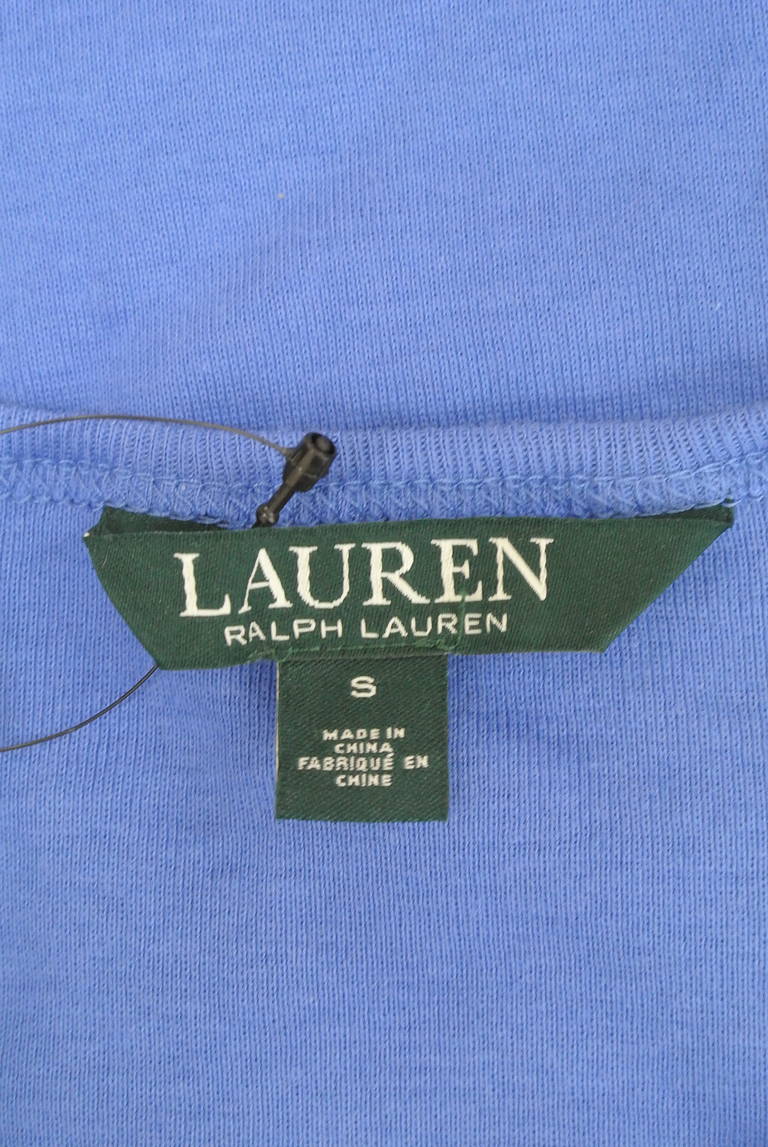 LAUREN
RALPH LAUREN
S
MADE IN
CHINA
FABRIQUÉ EN
CHINE